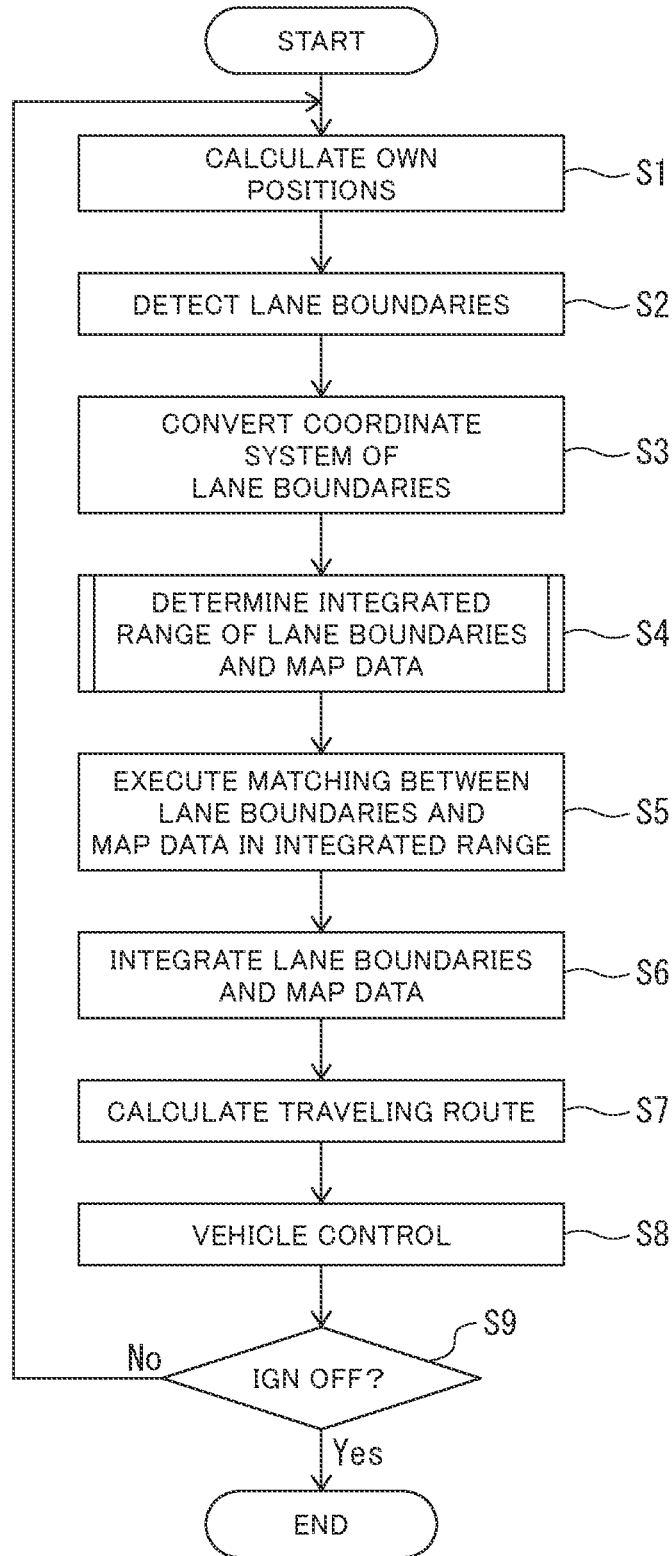 START
CALCULATE OWN
POSITIONS
S1
DETECT LANE BOUNDARIES
S2
CONVERT COORDINATE
SYSTEM OF
LANE BOUNDARIES
S3
DETERMINE INTEGRATED
RANGE OF LANE BOUNDARIES
AND MAP DATA
S4
EXECUTE MATCHING BETWEEN
LANE BOUNDARIES AND
MAP DATA IN INTEGRATED RANGE
S5
INTEGRATE LANE BOUNDARIES
AND MAP DATA
S6
CALCULATE TRAVELING ROUTE
S7
VEHICLE CONTROL
S8
S9
No
IGN OFF?
Yes
END